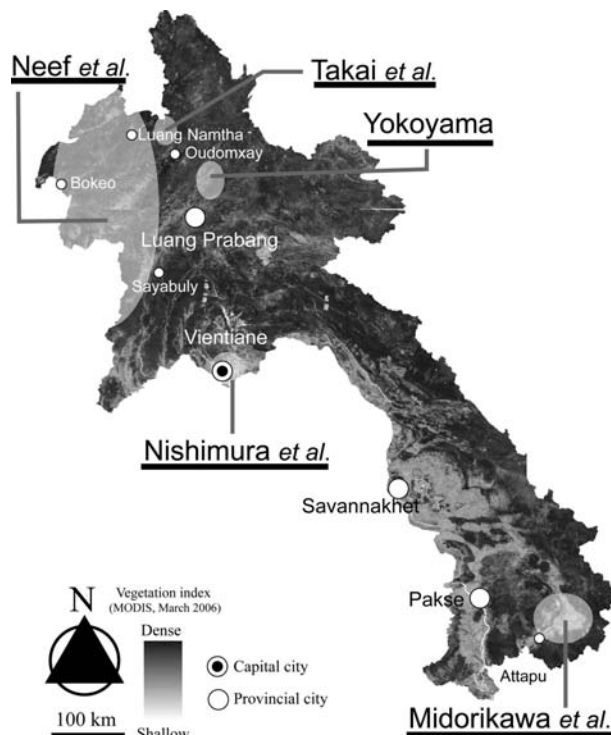 Neef et al.
Takai et al.
Yokoyama
Luang Namtha
Oudomxay
Bokeo
Luang Prabang
Sayabuly
Vientiane
Nishimura et al.
Savannakhet
Pakse
Attapu
Midorikawa et al.
N
Vegetation index
(MODIS, March 2006)
Dense
Shallow
Capital city
Provincial city
100 km